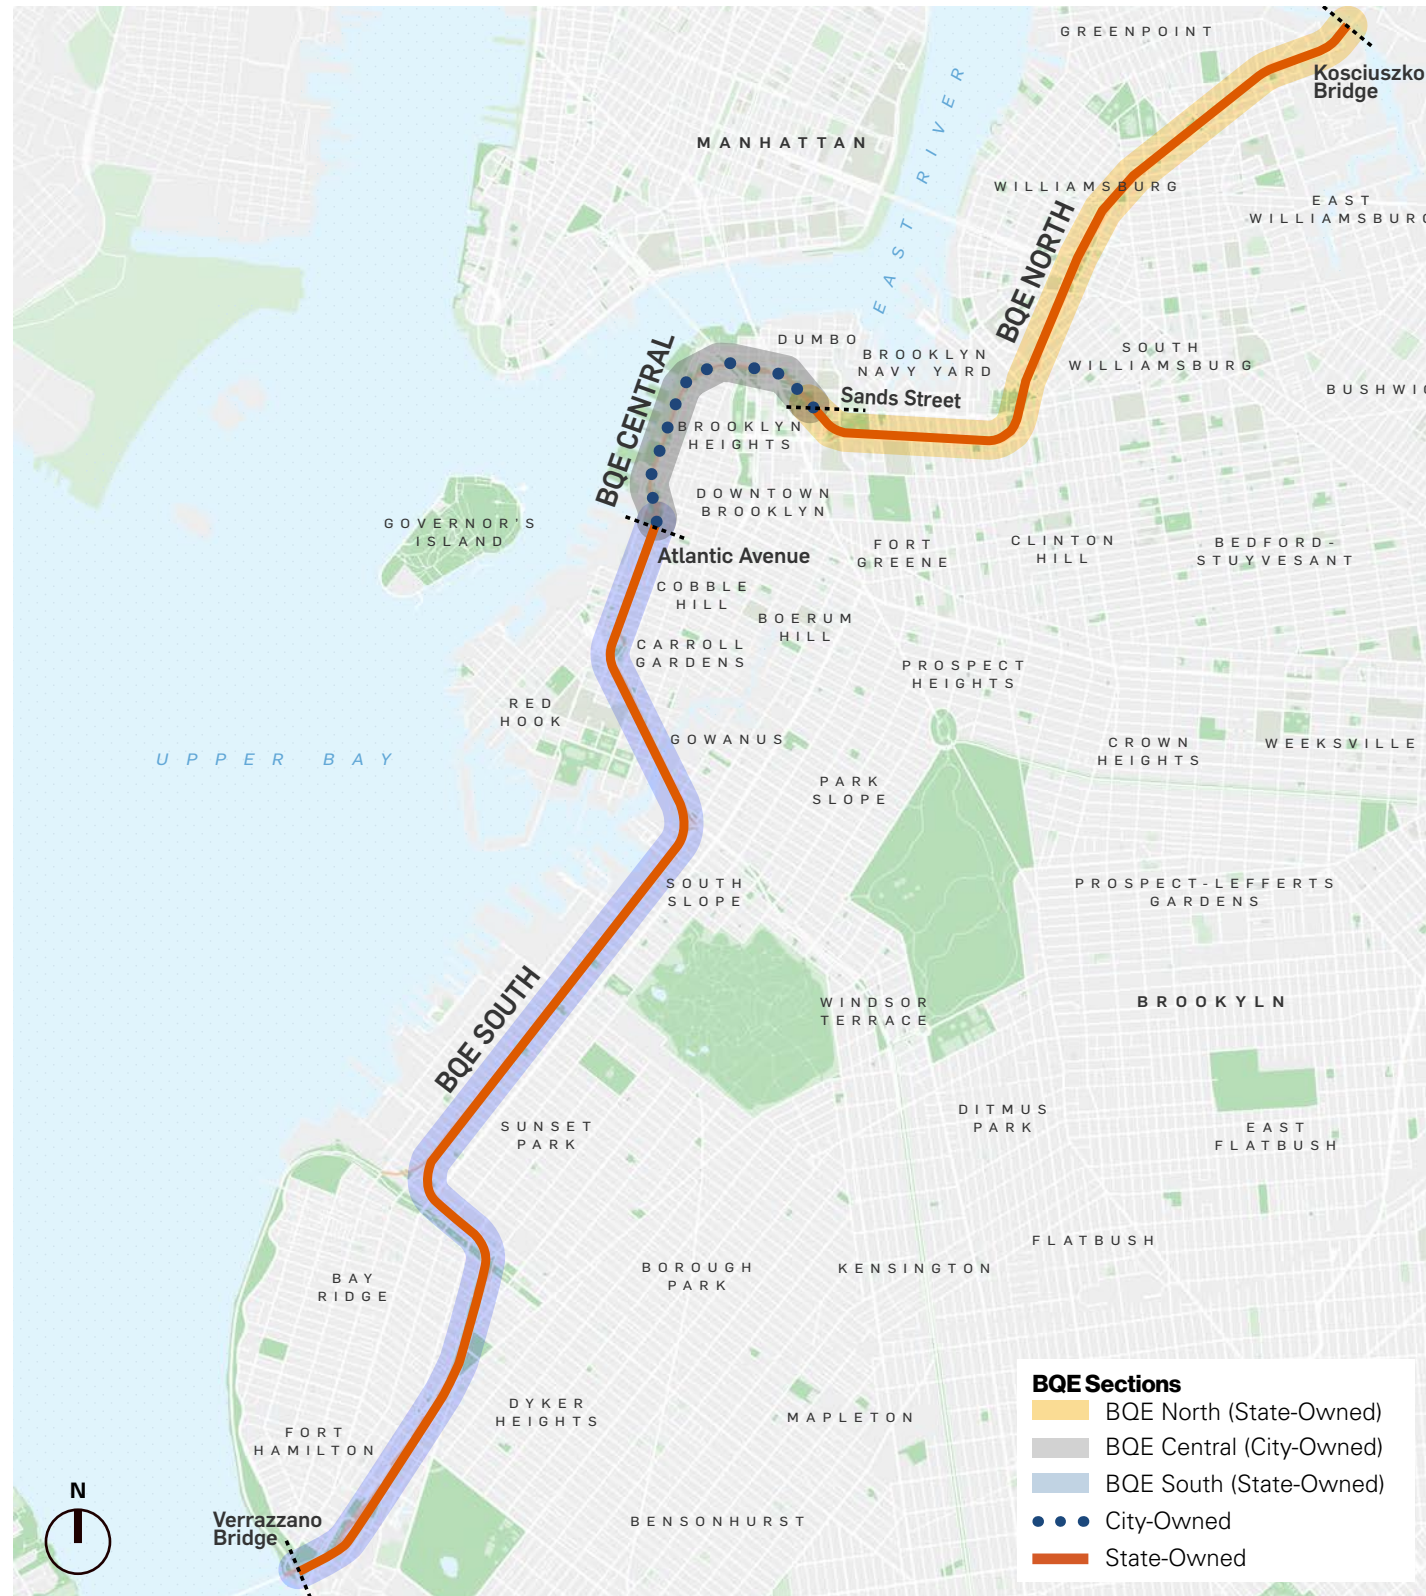 GREENPOINT
Kosciuszko
Bridge
MANHATTAN
EAST RIVER
WILLIAMSBURG
EAST
WILLIAMSBURG
BQE NORTH
DUMBO
BROOKLYN
NAVY YARD
SOUTH
WILLIAMSBURG
BUSHWIC
Sands Street
BQE CENTRAL
BROOKLYN
HEIGHTS
DOWNTOWN
BROOKLYN
GOVERNOR'S
ISLAND
Atlantic Avenue
FORT
GREENE
CLINTON
HILL
BEDFORD-
STUYVESANT
COBBLE
HILL
BOERUM
HILL
CARROLL
GARDENS
PROSPECT
HEIGHTS
RED
HOOK
GOWANUS
UPPER BAY
CROWN
HEIGHTS
WEEKSVILLE
PARK
SLOPE
SOUTH
SLOPE
PROSPECT-LEFFERTS
GARDENS
BQE SOUTH
WINDSOR
TERRACE
BROOKYLN
SUNSET
PARK
DITMUS
PARK
EAST
FLATBUSH
FLATBUSH
BAY
RIDGE
BOROUGH
PARK
KENSINGTON
DYKER
HEIGHTS
MAPLETON
FORT
HAMILTON
BENSONHURST
Verrazzano
Bridge
N
BQE Sections
BQE North (State-Owned)
BQE Central (City-Owned)
BQE South (State-Owned)
City-Owned
State-Owned